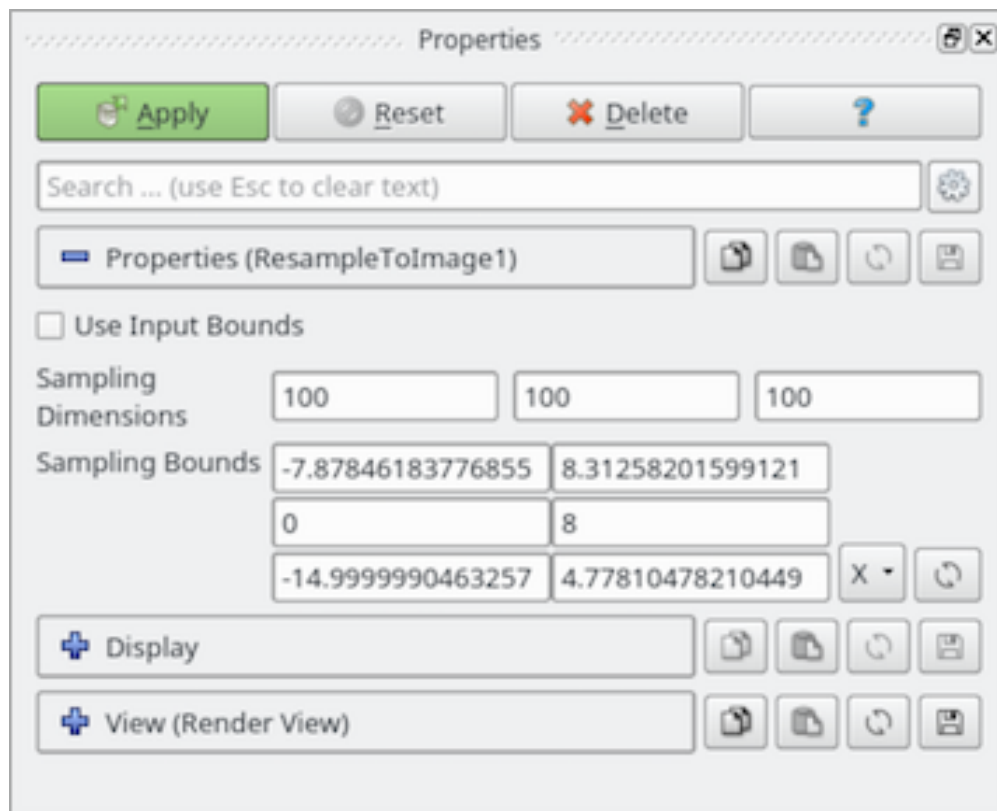 Properties
Apply Reset Delete ?
Search ... (use Esc to clear text)
Properties (ResampleToImage1)
Use Input Bounds
Sampling Dimensions 100 100 100
Sampling Bounds -7.87846183776855 8.31258201599121
0 8
-14.9999990463257 4.77810478210449 X
Display
View (Render View)